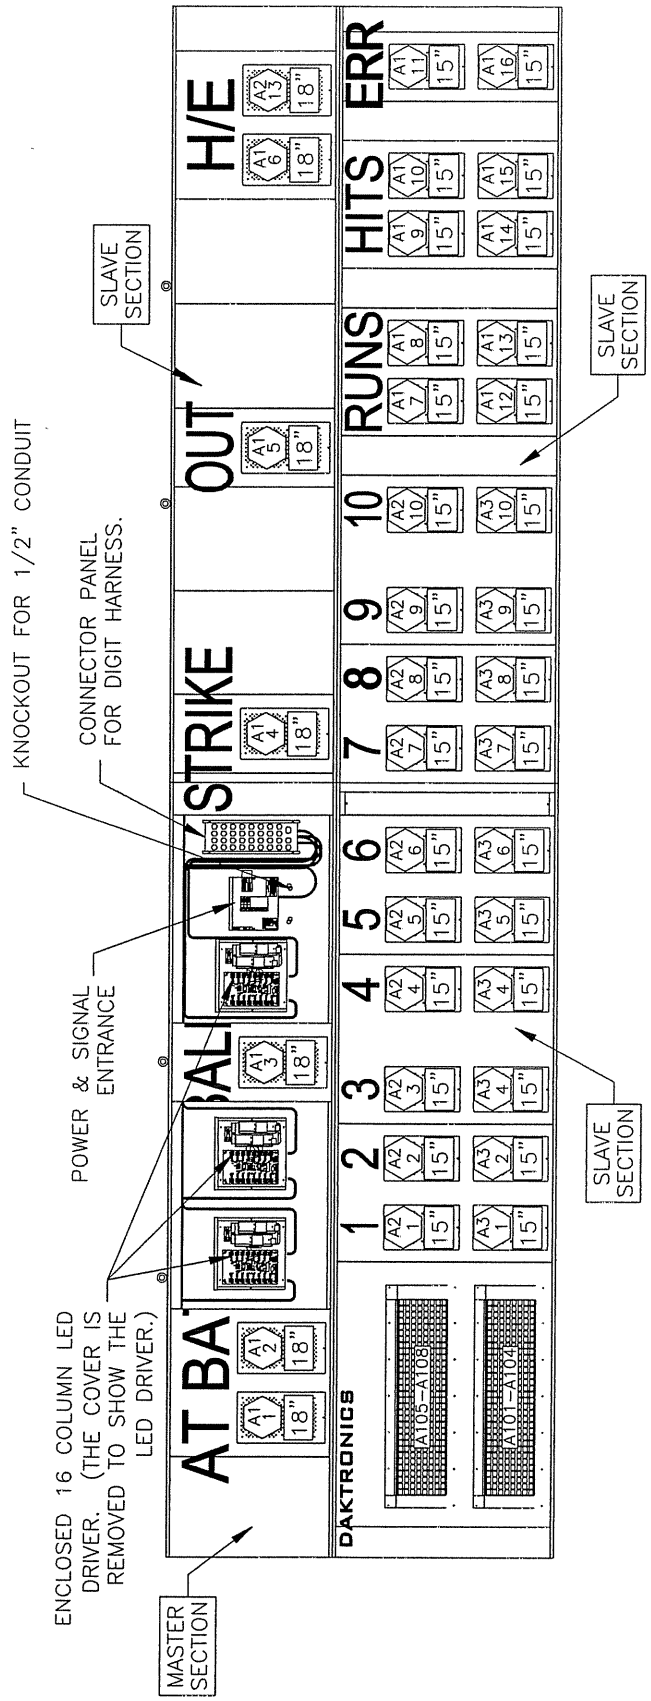 KNOCKOUT FOR 1/2" CONDUIT
CONNECTOR PANEL
FOR DIGIT HARNESS.
POWER & SIGNAL
ENTRANCE
ENCLOSED 16 COLUMN LED
DRIVER. (THE COVER IS
REMOVED TO SHOW THE
LED DRIVER.)
SLAVE
SECTION
MASTER
SECTION
AT BA
BALL
STRIKE
OUT
H/E
A1 1 18"
A1 2 18"
A1 3 18"
A1 4 18"
A1 5 18"
A1 6 18"
A2 13 18"
DAKTRONICS
1 2 3 4 5 6 7 8 9 10 RUNS HITS ERR
A2 1 15"
A2 2 15"
A2 3 15"
A2 4 15"
A2 5 15"
A2 6 15"
A2 7 15"
A2 8 15"
A2 9 15"
A2 10 15"
A1 7 15"
A1 8 15"
A1 9 15"
A1 10 15"
A1 11 15"
A105-A108
A3 1 15"
A3 2 15"
A3 4 15"
A3 4 15"
A3 5 15"
A3 6 15"
A3 7 15"
A3 8 15"
A3 9 15"
A3 10 15"
A1 12 15"
A1 13 15"
A1 14 15"
A1 15 15"
A1 16 15"
A101-A104
SLAVE
SECTION
SLAVE
SECTION